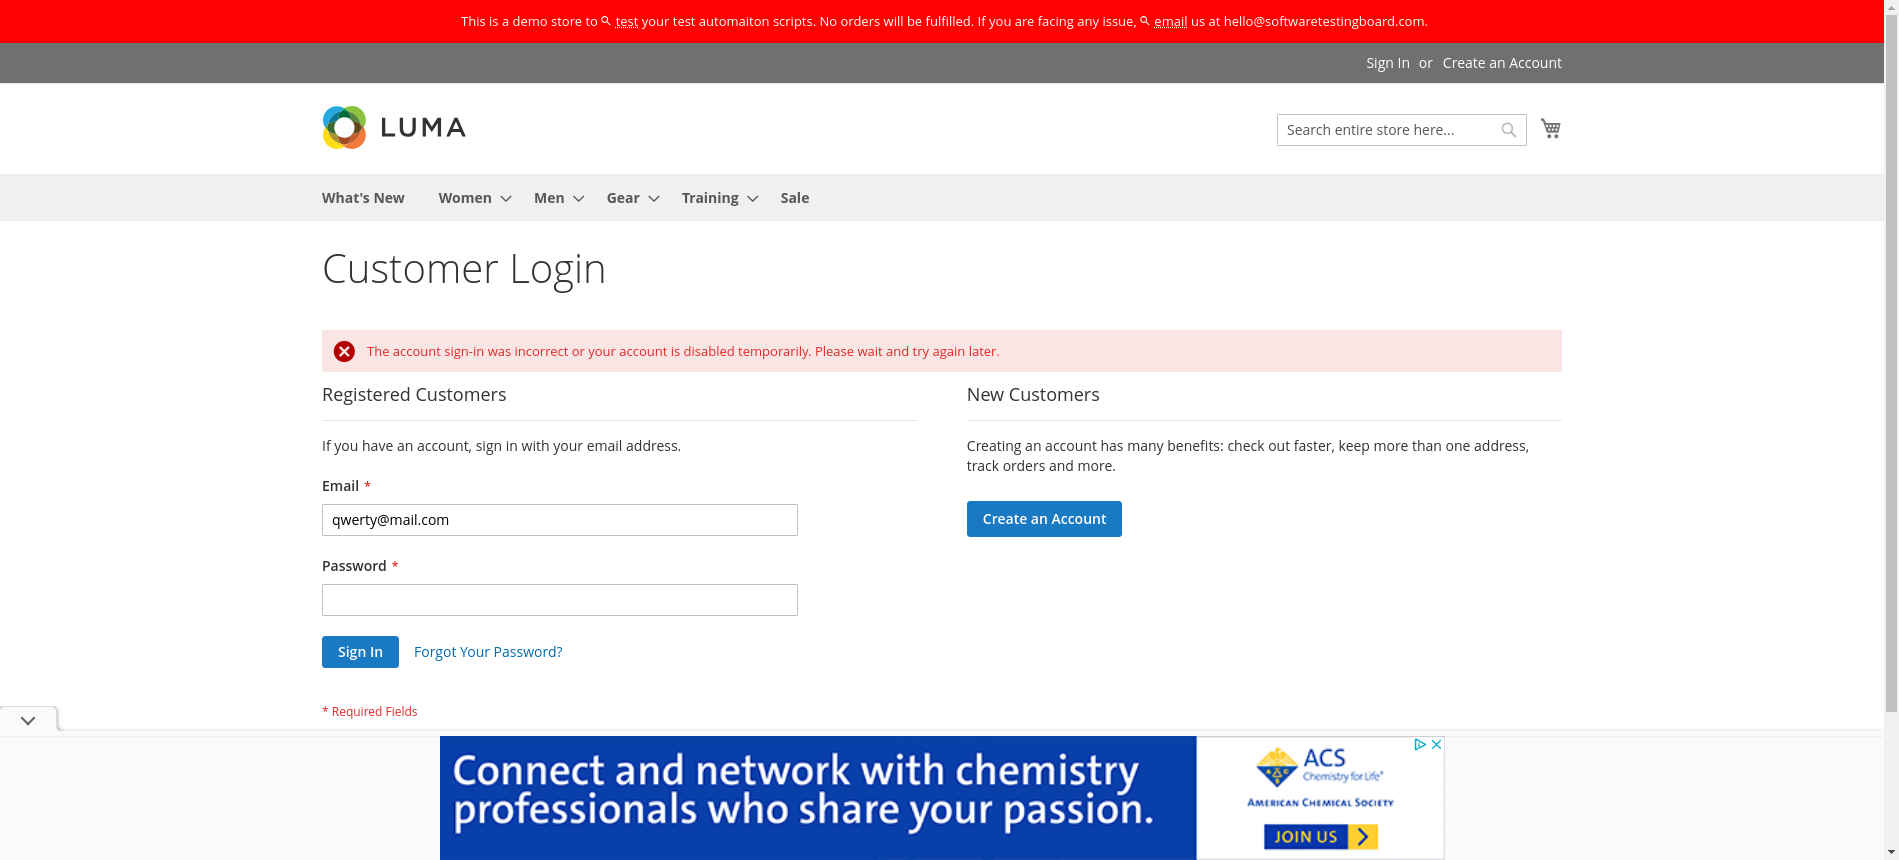 This is a demo store to test your test automaiton scripts. No orders will be fulfilled. If you are facing any issue, email us at hello@softwaretestingboard.com.
Sign In or Create an Account
LUMA
Search entire store here...
What's New Women Men Gear Training Sale
Customer Login
The account sign-in was incorrect or your account is disabled temporarily. Please wait and try again later.
Registered Customers
If you have an account, sign in with your email address.
Email *
qwerty@mail.com
Password *
Sign In Forgot Your Password?
* Required Fields
New Customers
Creating an account has many benefits: check out faster, keep more than one address,
track orders and more.
Create an Account
Connect and network with chemistry
professionals who share your passion.
ACS
Chemistry for Life®
AMERICAN CHEMICAL SOCIETY
JOIN US